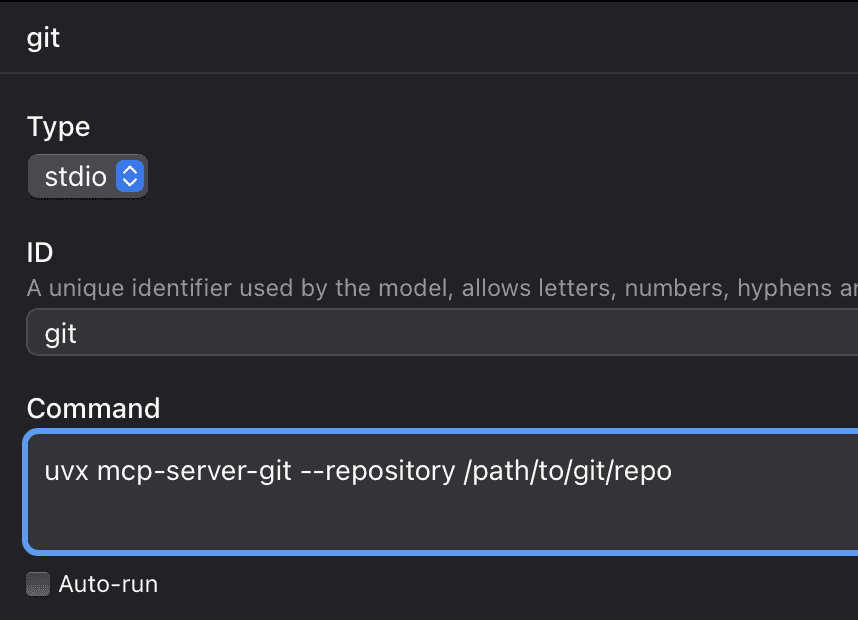 git
Type
stdio
ID
A unique identifier used by the model, allows letters, numbers, hyphens
git
Command
uvx mcp-server-git --repository /path/to/git/repo
Auto-run